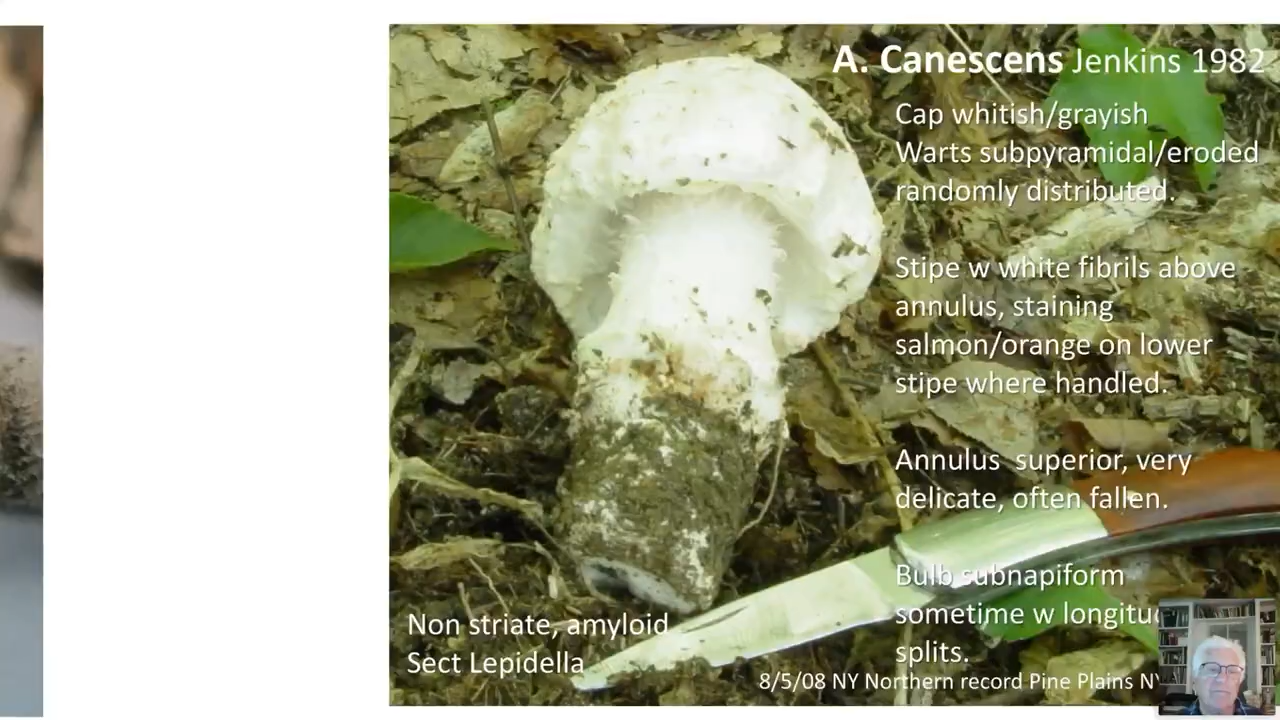 A. Canescens Jenkins 1982
Cap whitish/grayish
Warts subpyramidal/eroded
randomly distributed.
Stipe w white fibrils above
annulus, staining
salmon/orange on lower
stipe where handled.
Annulus superior, very
delicate, often fallen.
Bulb subnapiform
sometime w
splits.
Non striate, amyloid
Sect Lepidella
8/5/08 NY Northern record Pine Plains